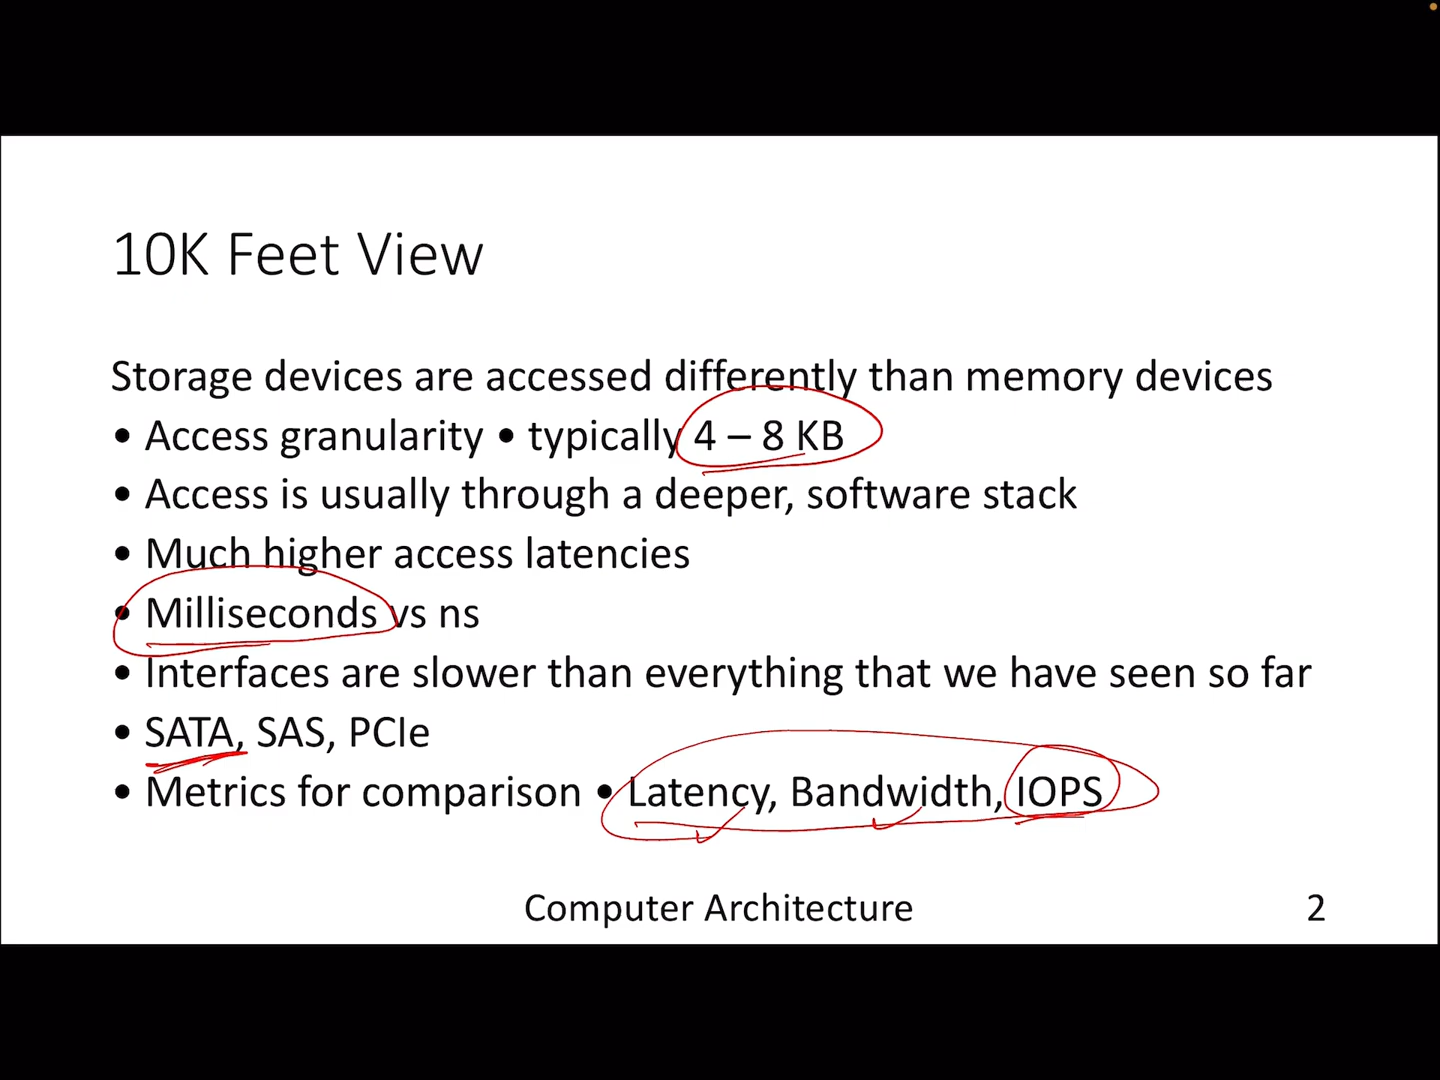 10K Feet View
Storage devices are accessed differently than memory devices
• Access granularity • typically 4 – 8 KB
• Access is usually through a deeper, software stack
• Much higher access latencies
• Milliseconds vs ns
• Interfaces are slower than everything that we have seen so far
• SATA, SAS, PCIe
• Metrics for comparison • Latency, Bandwidth, IOPS
Computer Architecture
2